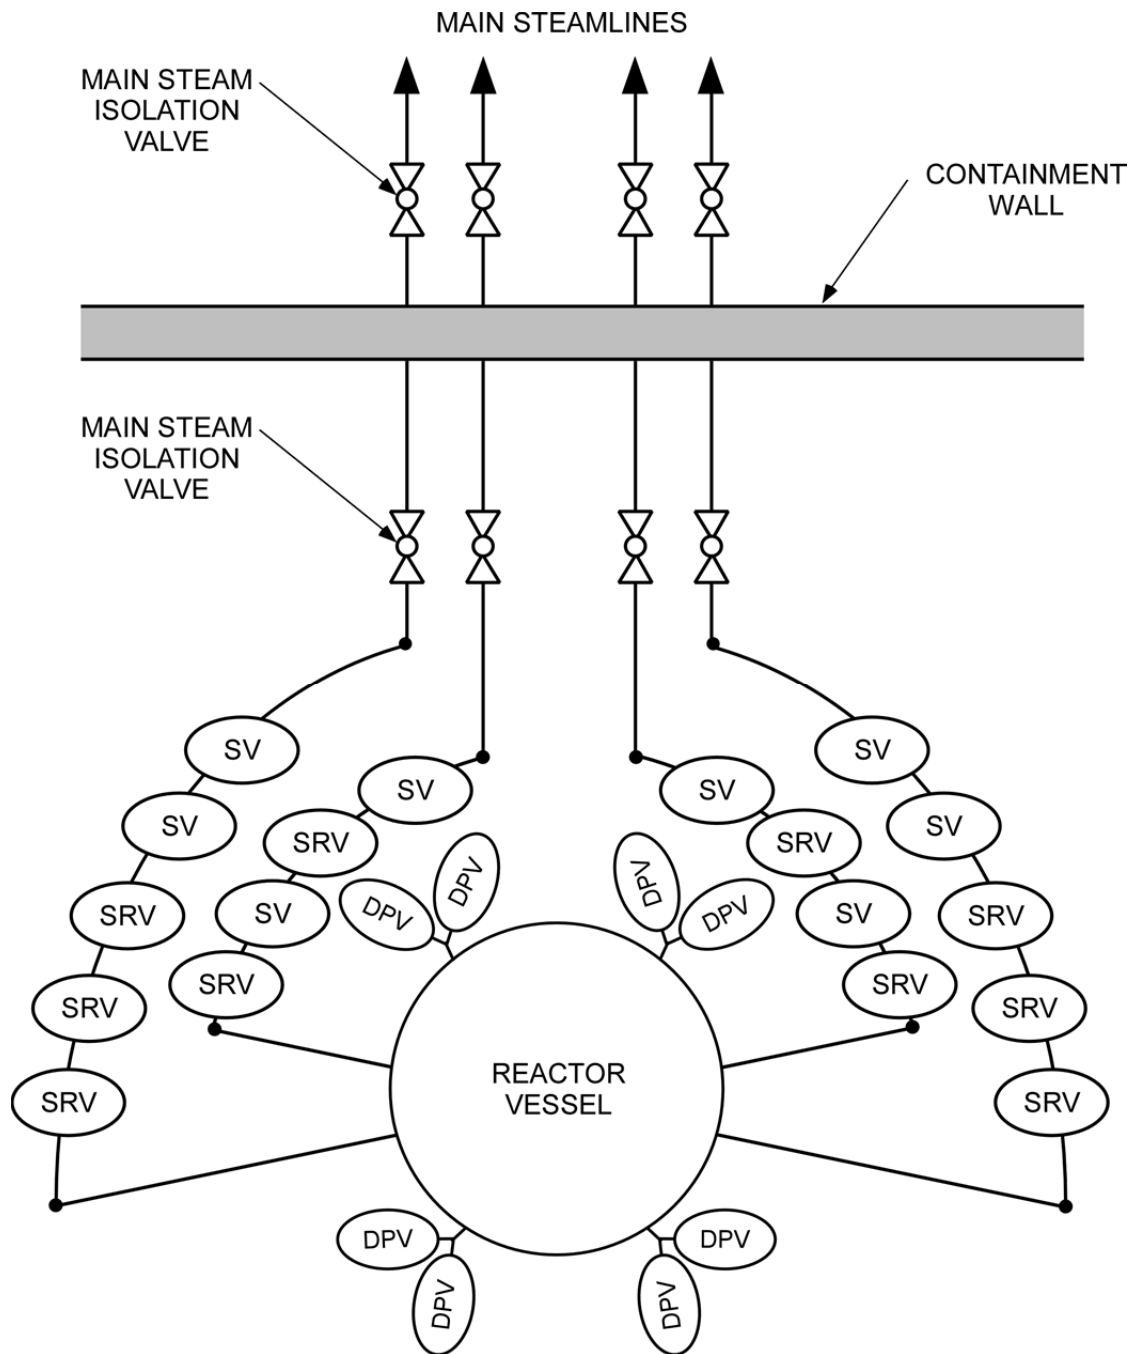 MAIN STEAMLINES
MAIN STEAM
ISOLATION
VALVE
CONTAINMENT
WALL
MAIN STEAM
ISOLATION
VALVE
SV
SV
SV
SV
SV
SV
SRV
SRV
DPV
DPV
DPV
DPV
SRV
SV
SV
SRV
SRV
SRV
SRV
SRV
REACTOR
VESSEL
SRV
SRV
DPV
DPV
DPV
DPV